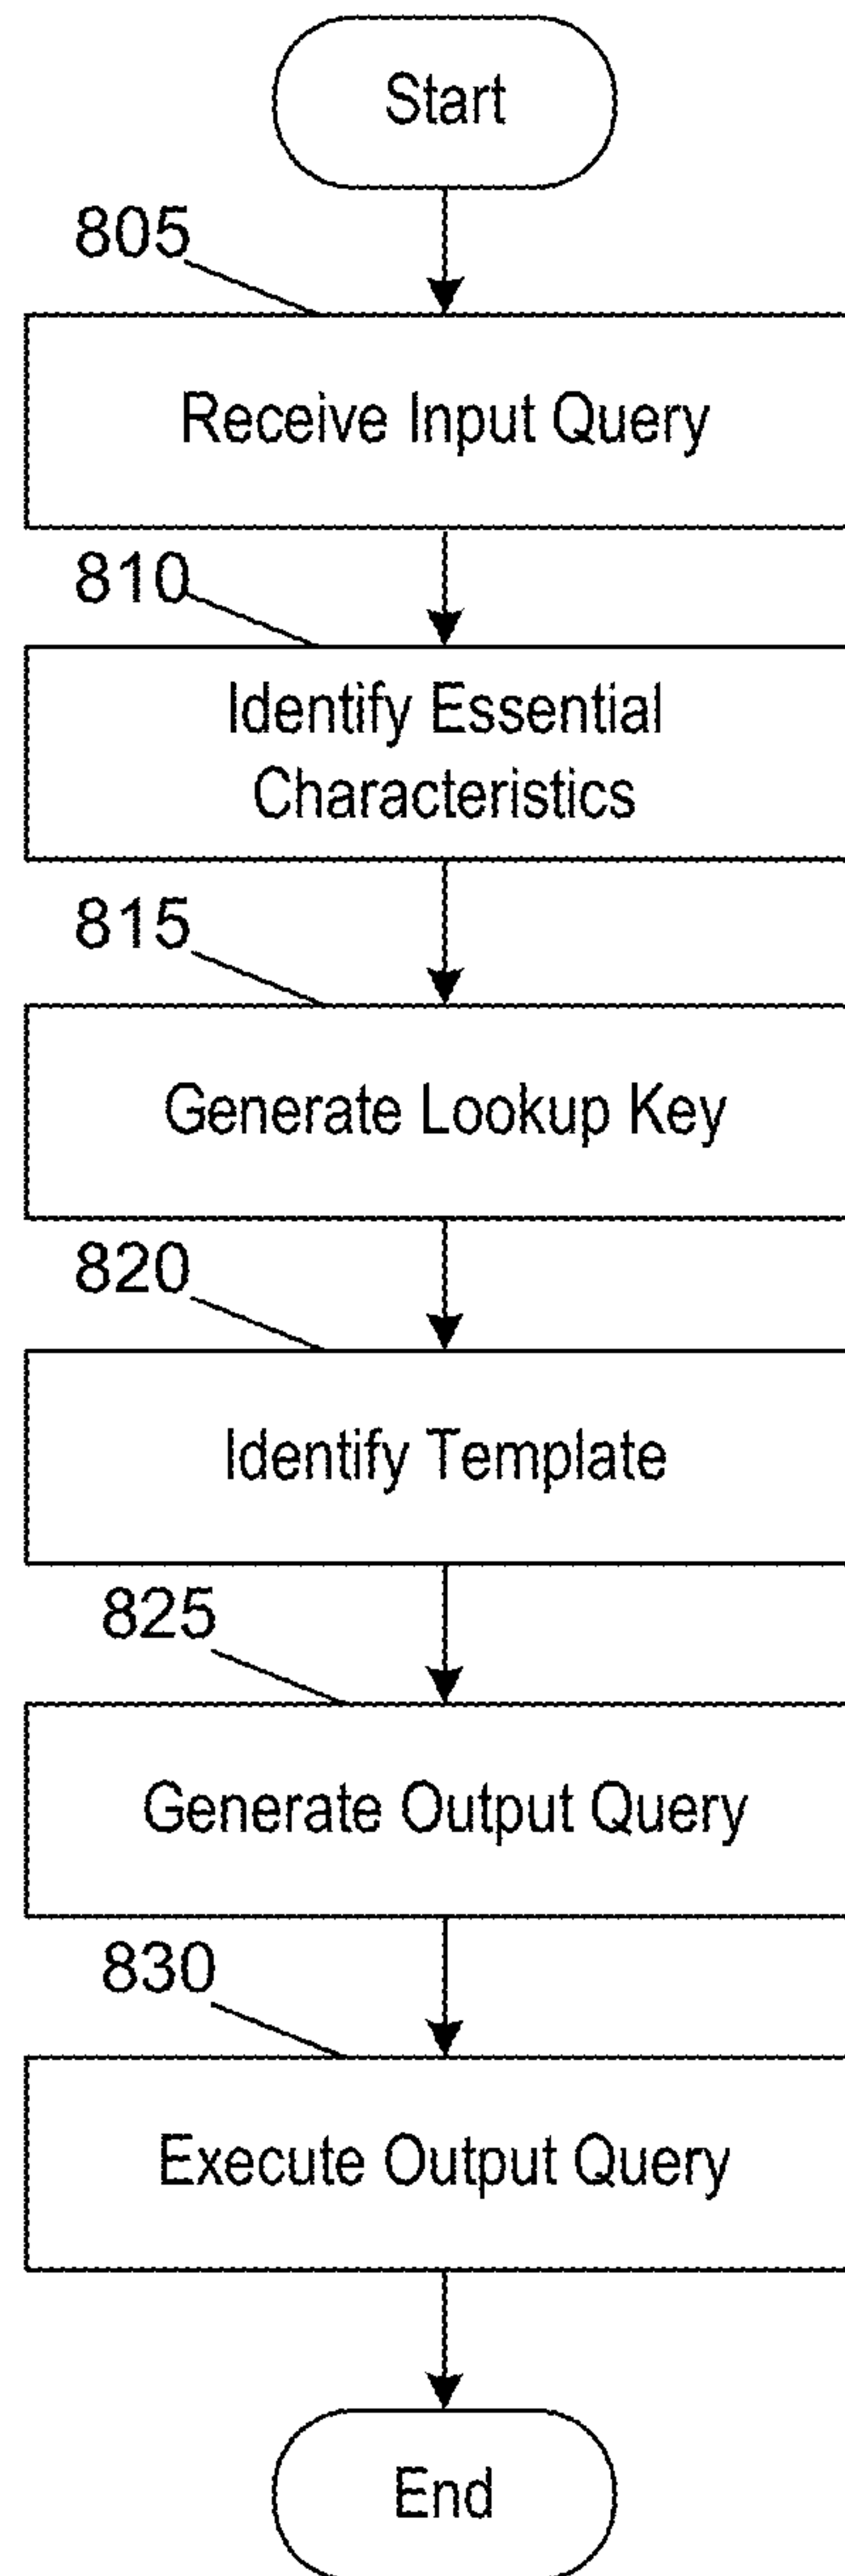 Start
805
Receive Input Query
810
Identify Essential
Characteristics
815
Generate Lookup Key
820
Identify Template
825
Generate Output Query
830
Execute Output Query
End